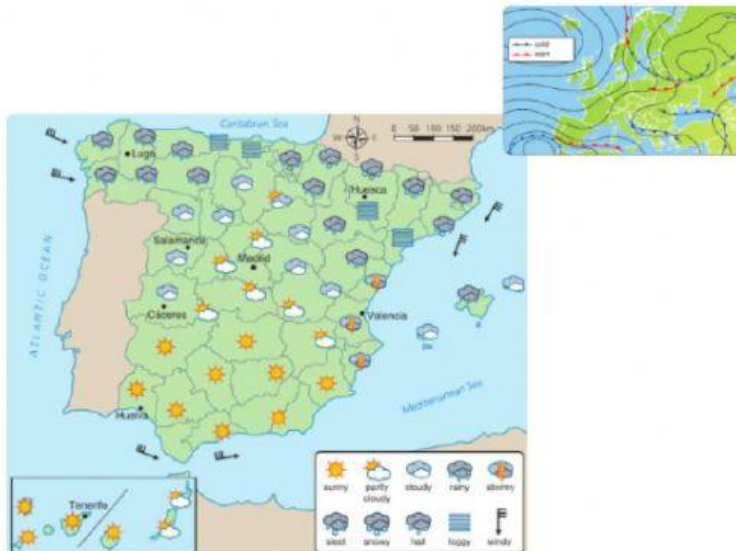 cold
Cantabrian Sea
N
W
E
S
0 50 100 150 200km
Lugo
Huesca
Salamanca
Madrid
ATLANTIC OCEAN
Cáceres
Valencia
Mediterranean Sea
Huelva
Tenerife
sunny
partly
cloudy
cloudy
rainy
stormy
sleet
snowy
hail
foggy
windy